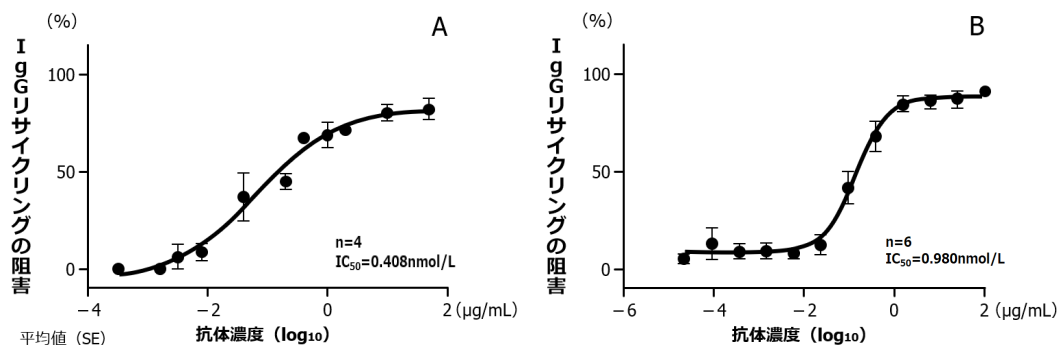 (%)
A
IgGリサイクリングの阻害
100
50
0
n=4
IC₅₀=0.408nmol/L
−4
−2
0
2
(μg/mL)
抗体濃度（log₁₀）
平均値（SE）
(%)
B
IgGリサイクリングの阻害
100
50
0
n=6
IC₅₀=0.980nmol/L
−6
−4
−2
0
2
(μg/mL)
抗体濃度（log₁₀）